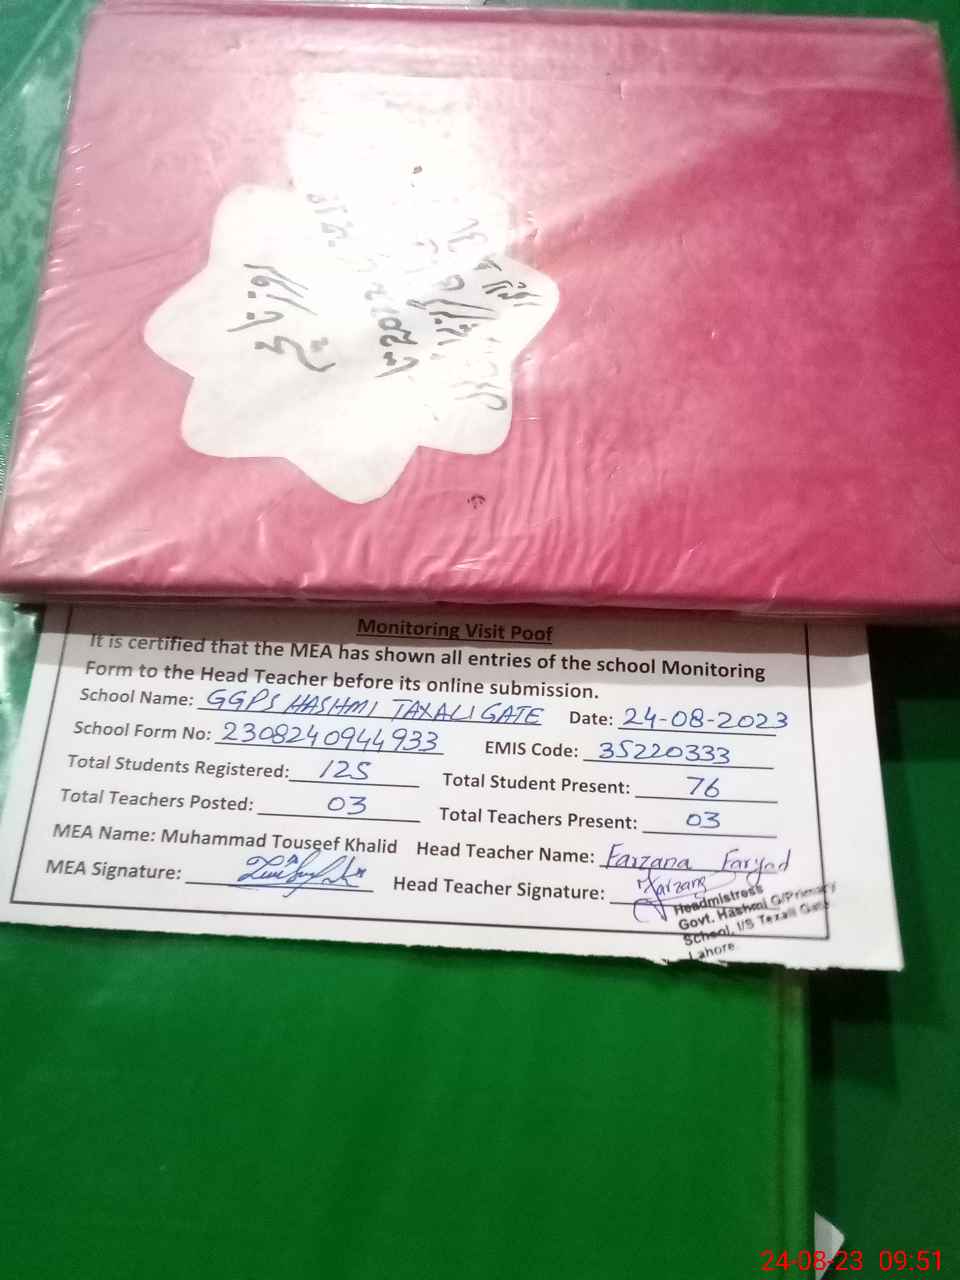 روزنامچہ
Monitoring Visit Poof
It is certified that the MEA has shown all entries of the school Monitoring
Form to the Head Teacher before its online submission.
School Name: GGPS HASHMI TAXALI GATE Date: 24-08-2023
School Form No: 2308240944933 EMIS Code: 35220333
Total Students Registered: 125 Total Student Present: 76
Total Teachers Posted: 03 Total Teachers Present: 03
MEA Name: Muhammad Touseef Khalid Head Teacher Name: Farzana Faryad
MEA Signature: Head Teacher Signature: Farzana
Headmistress
Govt. Hashmi G/Primary
School, I/S Texali Gate
Lahore.
24-08-23 09:51